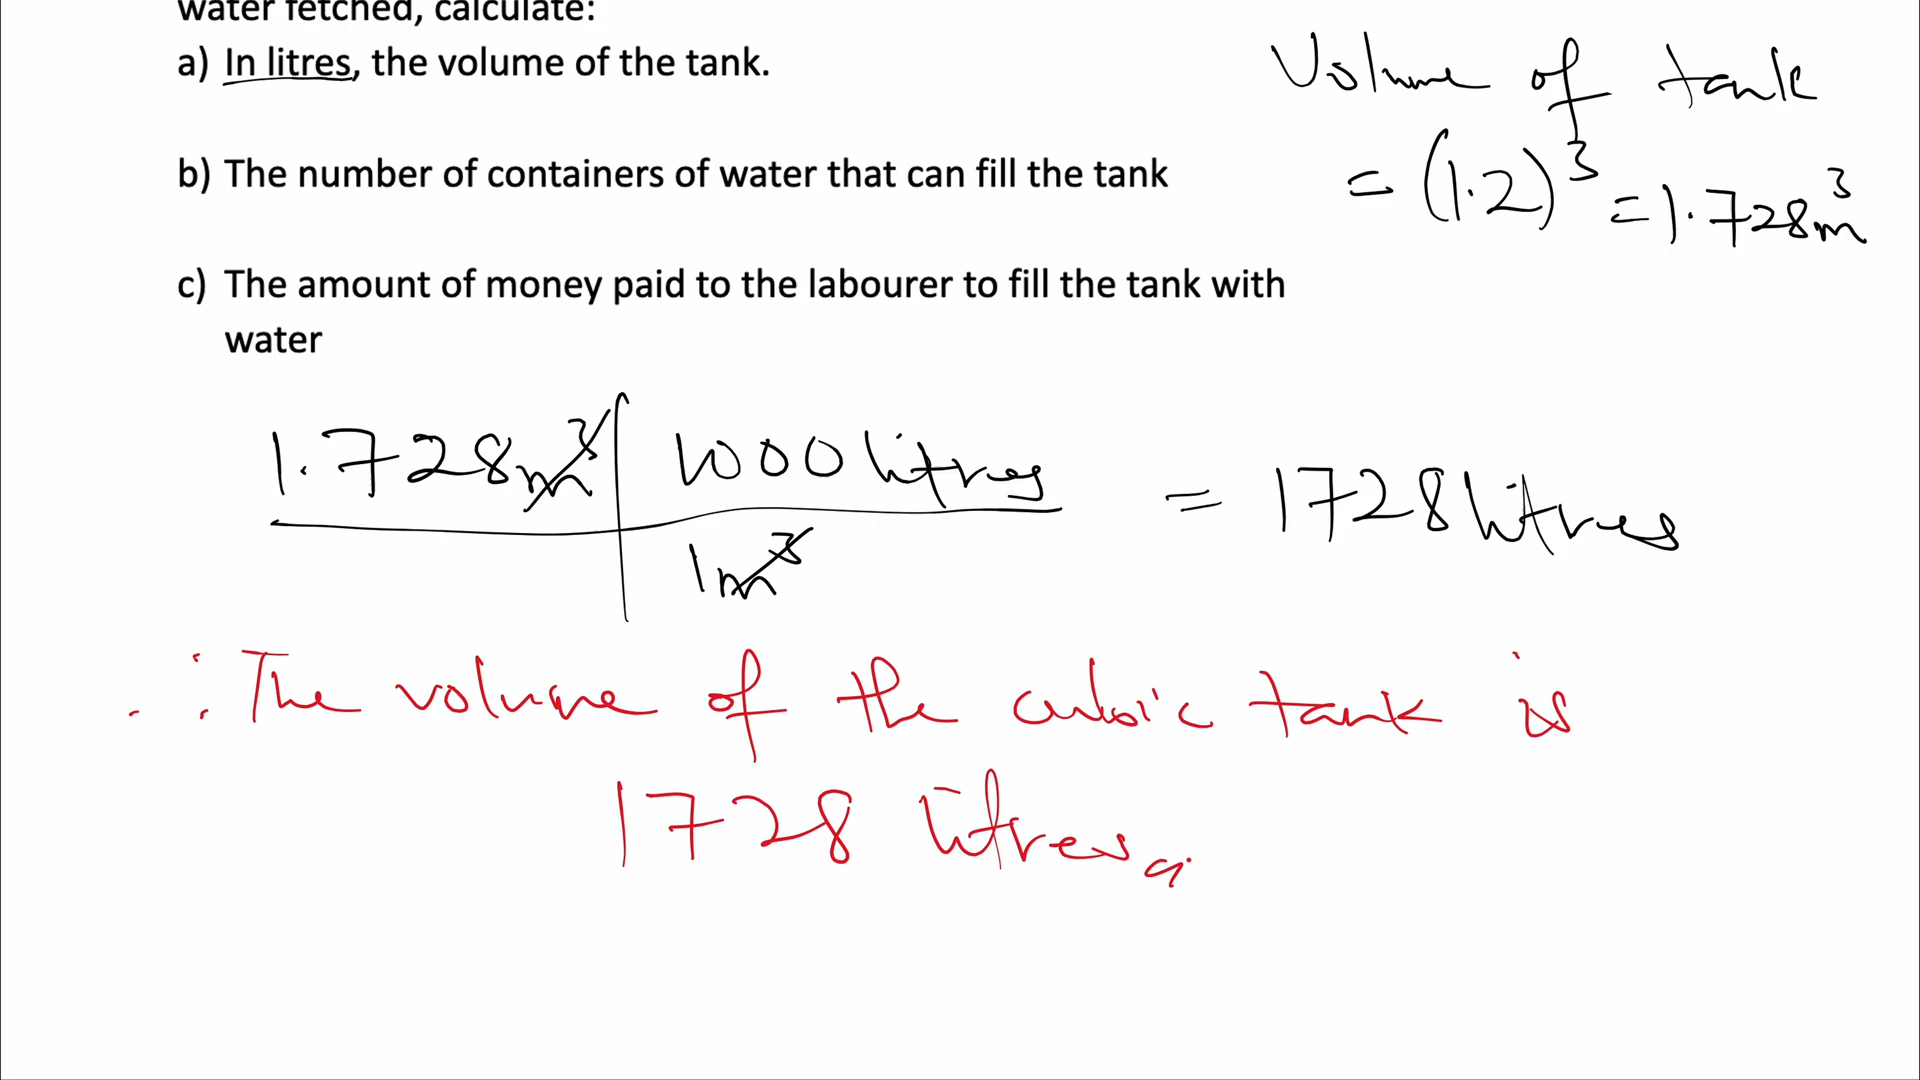 water fetched, calculate:
a) In litres, the volume of the tank.
Volume of tank
= (1.2)³ = 1.728m³
b) The number of containers of water that can fill the tank
c) The amount of money paid to the labourer to fill the tank with
water
1.728m³ | 1000 litres = 1728 litres
1m³
∴ The volume of the cubic tank is
1728 litres